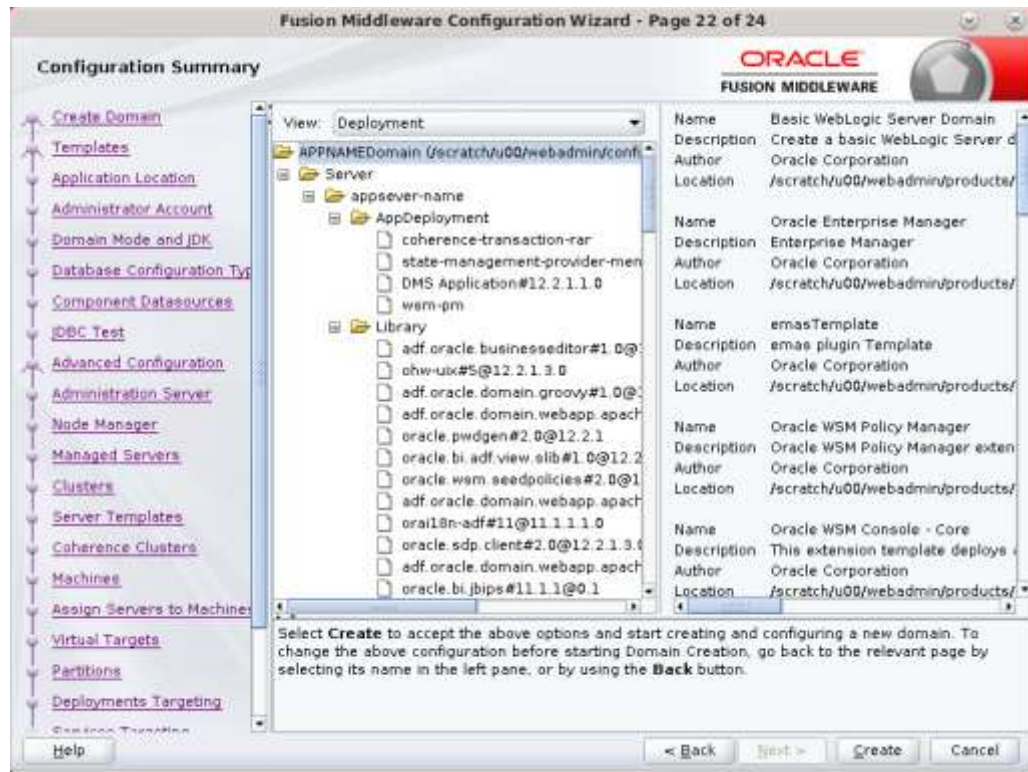 Fusion Middleware Configuration Wizard - Page 22 of 24
Configuration Summary
ORACLE
FUSION MIDDLEWARE
Create Domain
Templates
Application Location
Administrator Account
Domain Mode and JDK
Database Configuration Typ
Component Datasources
JDBC Test
Advanced Configuration
Administration Server
Node Manager
Managed Servers
Clusters
Server Templates
Coherence Clusters
Machines
Assign Servers to Machines
Virtual Targets
Partitions
Deployments Targeting
Services Targeting
View: Deployment
APPNAMEDomain (/scratch/u00/webadmin/confi
Server
appsever-name
AppDeployment
coherence-transaction-rar
state-management-provider-mem
DMS Application#12.2.1.1.0
wsm-pm
Library
adf.oracle.businesseditor#1.0@
ohw-uix#5@12.2.1.3.0
adf.oracle.domain.groovy#1.0@
adf.oracle.domain.webapp.apach
oracle.pwdgen#2.0@12.2.1
oracle.bi.adf.view.slib#1.0@12.2
oracle.wsm.seedpolicies#2.0@1
adf.oracle.domain.webapp.apach
orai18n-adf#11@11.1.1.1.0
oracle.sdp.client#2.0@12.2.1.3.0
adf.oracle.domain.webapp.apach
oracle.bi.jbips#11.1.1@0.1
Name Basic WebLogic Server Domain
Description Create a basic WebLogic Server d
Author Oracle Corporation
Location /scratch/u00/webadmin/products/
Name Oracle Enterprise Manager
Description Enterprise Manager
Author Oracle Corporation
Location /scratch/u00/webadmin/products/
Name emasTemplate
Description emas plugin Template
Author Oracle Corporation
Location /scratch/u00/webadmin/products/
Name Oracle WSM Policy Manager
Description Oracle WSM Policy Manager exten
Author Oracle Corporation
Location /scratch/u00/webadmin/products/
Name Oracle WSM Console - Core
Description This extension template deploys
Author Oracle Corporation
Location /scratch/u00/webadmin/products/
Select Create to accept the above options and start creating and configuring a new domain. To
change the above configuration before starting Domain Creation, go back to the relevant page by
selecting its name in the left pane, or by using the Back button.
Help
< Back
Next >
Create
Cancel